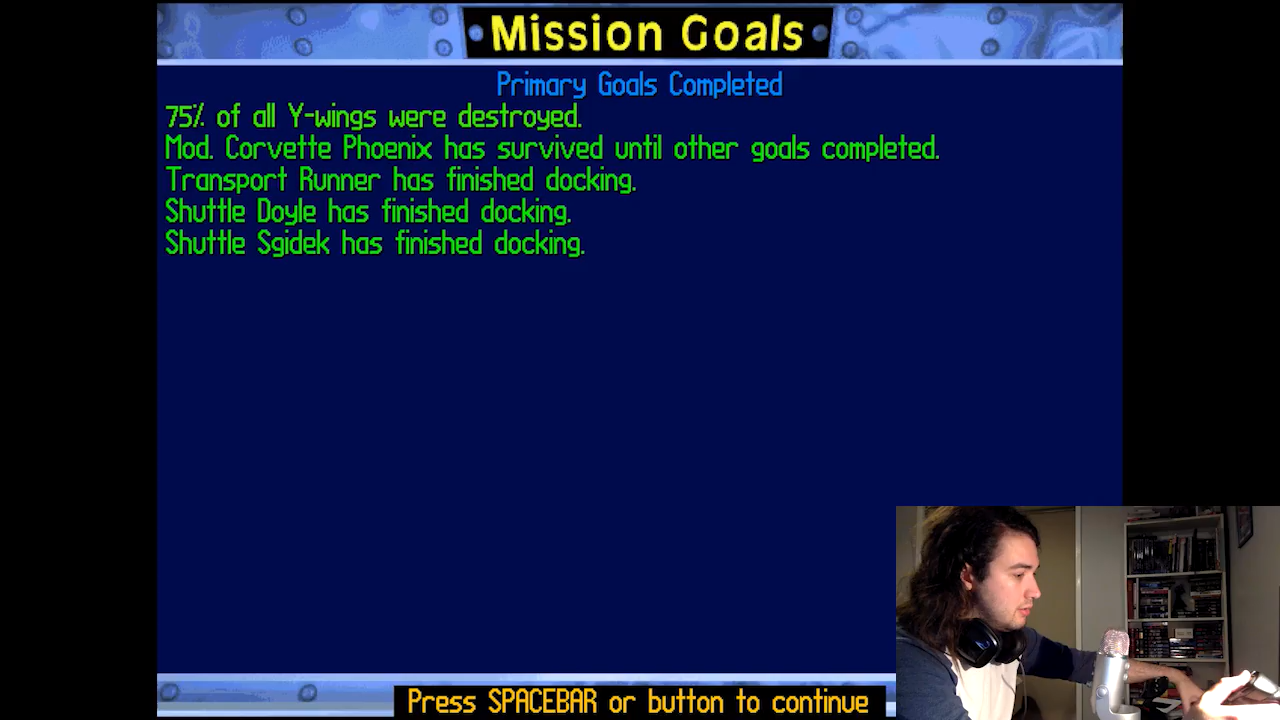 Mission Goals
Primary Goals Completed
75% of all Y-wings were destroyed.
Mod. Corvette Phoenix has survived until other goals completed.
Transport Runner has finished docking.
Shuttle Doyle has finished docking.
Shuttle Sgidek has finished docking.
Press SPACEBAR or button to continue